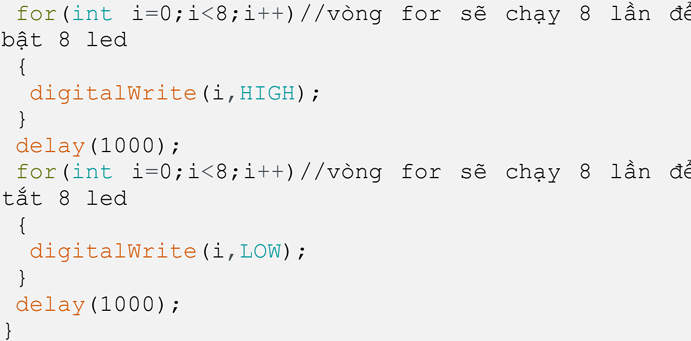 for(int i=0;i<8;i++)//vòng for sẽ chạy 8 lần để
bật 8 led
{
digitalWrite(i,HIGH);
}
delay(1000);
for(int i=0;i<8;i++)//vòng for sẽ chạy 8 lần để
tắt 8 led
{
digitalWrite(i,LOW);
}
delay(1000);
}